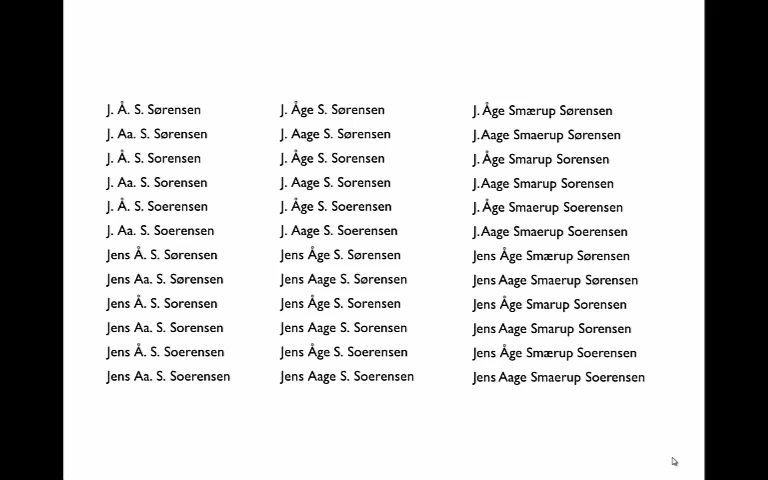 J. Å. S. Sørensen
J. Aa. S. Sørensen
J. Å. S. Sorensen
J. Aa. S. Sorensen
J. Å. S. Soerensen
J. Aa. S. Soerensen
Jens Å. S. Sørensen
Jens Aa. S. Sørensen
Jens Å. S. Sorensen
Jens Aa. S. Sorensen
Jens Å. S. Soerensen
Jens Aa. S. Soerensen
J. Åge S. Sørensen
J. Aage S. Sørensen
J. Åge S. Sorensen
J. Aage S. Sorensen
J. Åge S. Soerensen
J. Aage S. Soerensen
Jens Åge S. Sørensen
Jens Aage S. Sørensen
Jens Åge S. Sorensen
Jens Aage S. Sorensen
Jens Åge S. Soerensen
Jens Aage S. Soerensen
J. Åge Smærup Sørensen
J. Aage Smaerup Sørensen
J. Åge Smarup Sorensen
J. Aage Smarup Sorensen
J. Åge Smaerup Soerensen
J. Aage Smaerup Soerensen
Jens Åge Smærup Sørensen
Jens Aage Smaerup Sørensen
Jens Åge Smarup Sorensen
Jens Aage Smarup Sorensen
Jens Åge Smærup Soerensen
Jens Aage Smaerup Soerensen